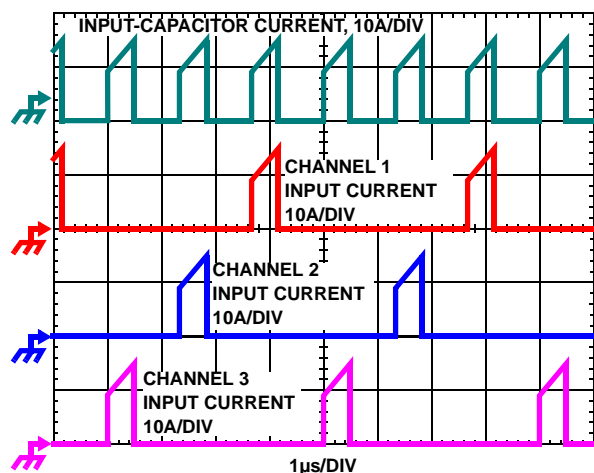 INPUT-CAPACITOR CURRENT, 10A/DIV
CHANNEL 1
INPUT CURRENT
10A/DIV
CHANNEL 2
INPUT CURRENT
10A/DIV
CHANNEL 3
INPUT CURRENT
10A/DIV
1µs/DIV